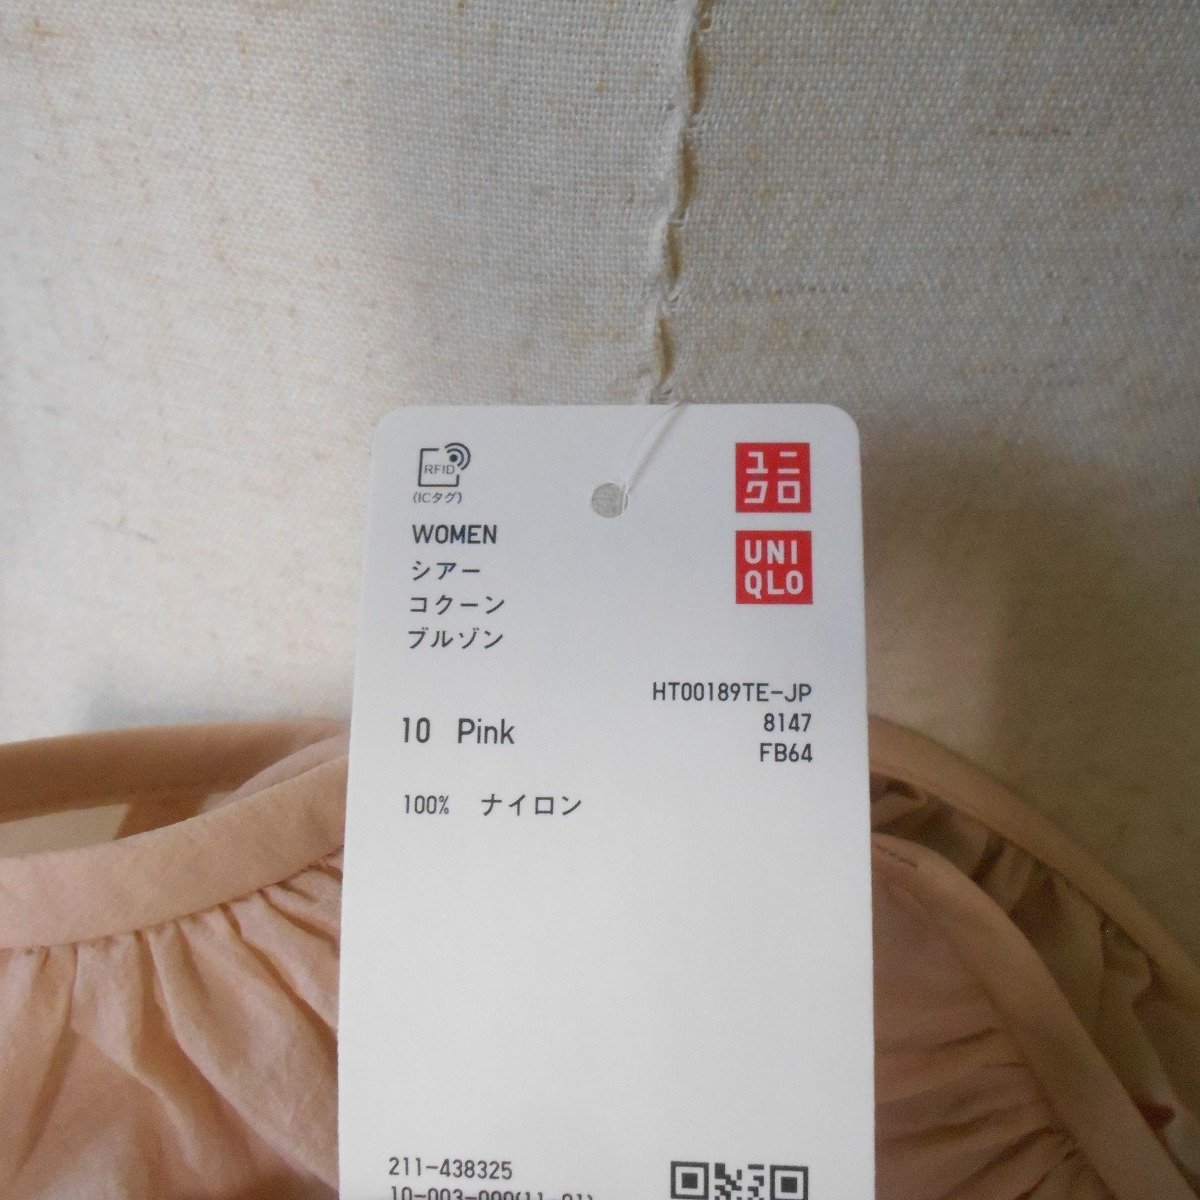 RFID
(ICタグ)
ユニ
クロ
UNI
QLO
WOMEN
シアー
コクーン
ブルゾン
HT00189TE-JP
8147
FB64
10 Pink
100% ナイロン
211-438325